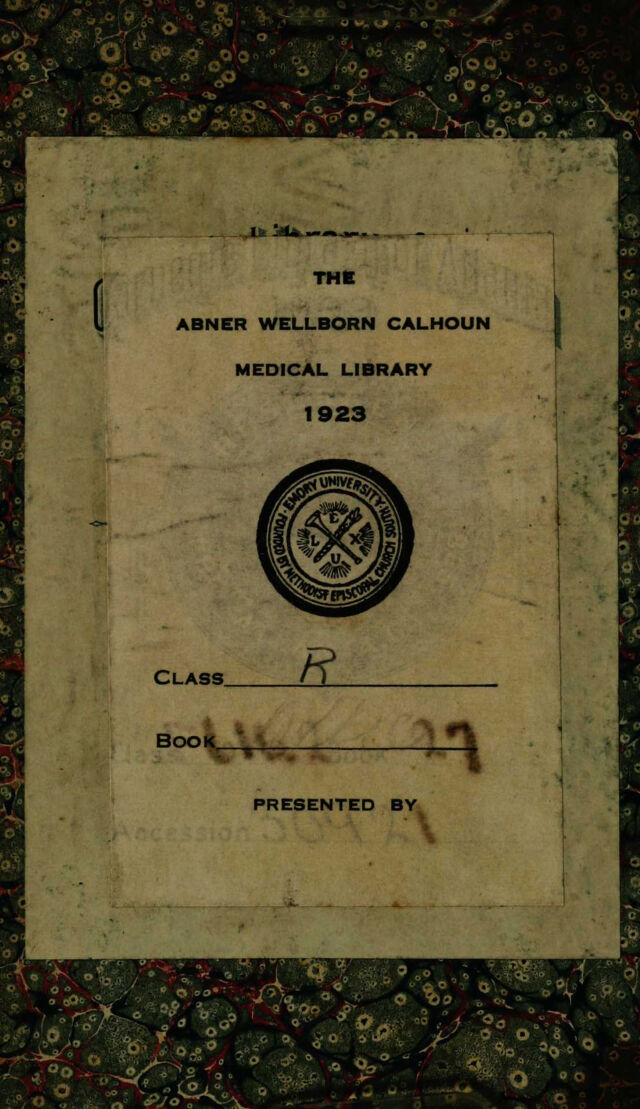 THE
ABNER WELLBORN CALHOUN
MEDICAL LIBRARY
1923
EMORY UNIVERSITY
FOUNDED BY METHODIST EPISCOPAL CHURCH SOUTH
L E X
L U X
CLASS R
BOOK
PRESENTED BY
Accession